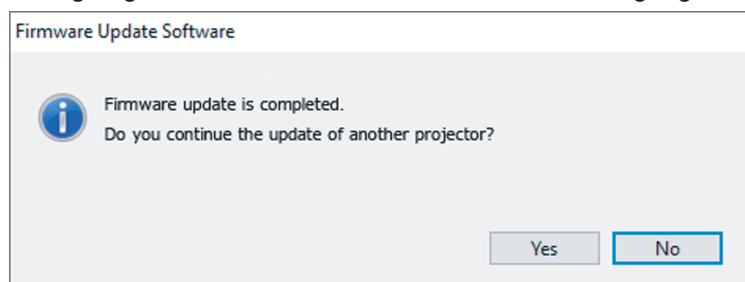 Firmware Update Software
Firmware update is completed.
Do you continue the update of another projector?
Yes
No